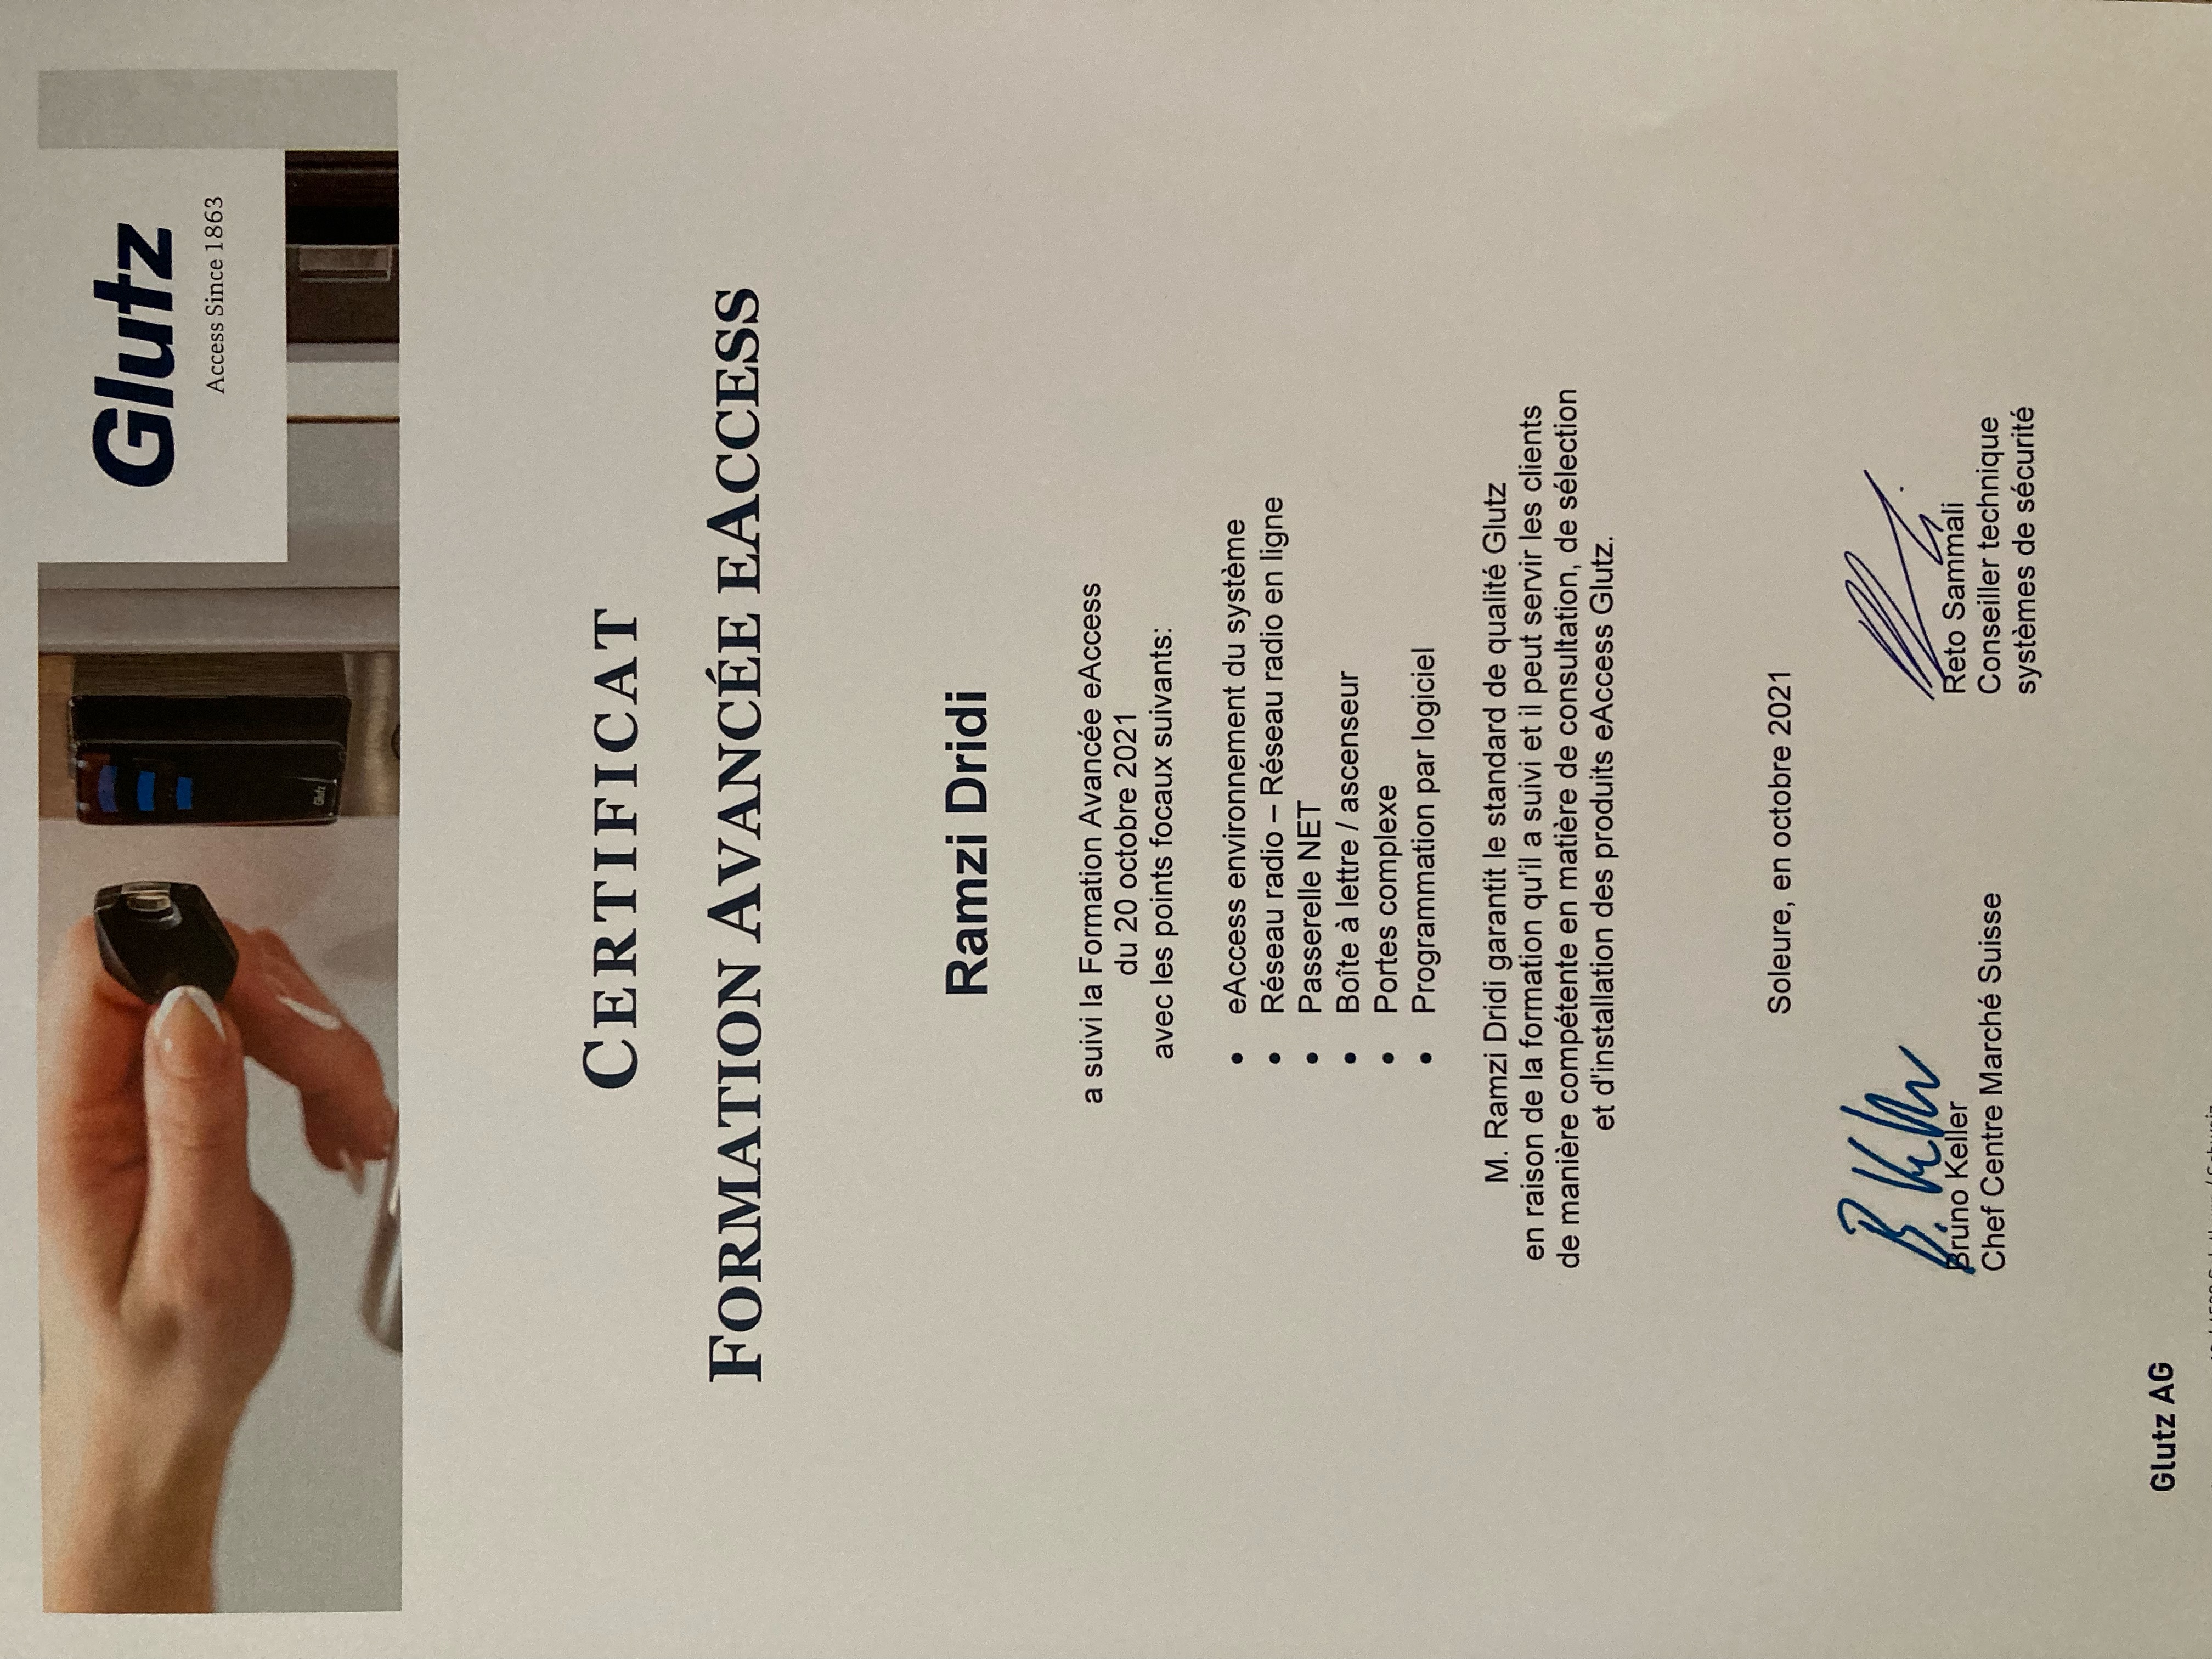 Glutz
Access Since 1863
Glutz
CERTIFICAT
FORMATION AVANCÉE EACCESS
Ramzi Dridi
a suivi la Formation Avancée eAccess
du 20 octobre 2021
avec les points focaux suivants:
• eAccess environnement du système
• Réseau radio – Réseau radio en ligne
• Passerelle NET
• Boîte à lettre / ascenseur
• Portes complexe
• Programmation par logiciel
M. Ramzi Dridi garantit le standard de qualité Glutz
en raison de la formation qu'il a suivi et il peut servir les clients
de manière compétente en matière de consultation, de sélection
et d'installation des produits eAccess Glutz.
Soleure, en octobre 2021
B. Keller
Bruno Keller
Chef Centre Marché Suisse
Reto Sammali
Conseiller technique
systèmes de sécurité
Glutz AG